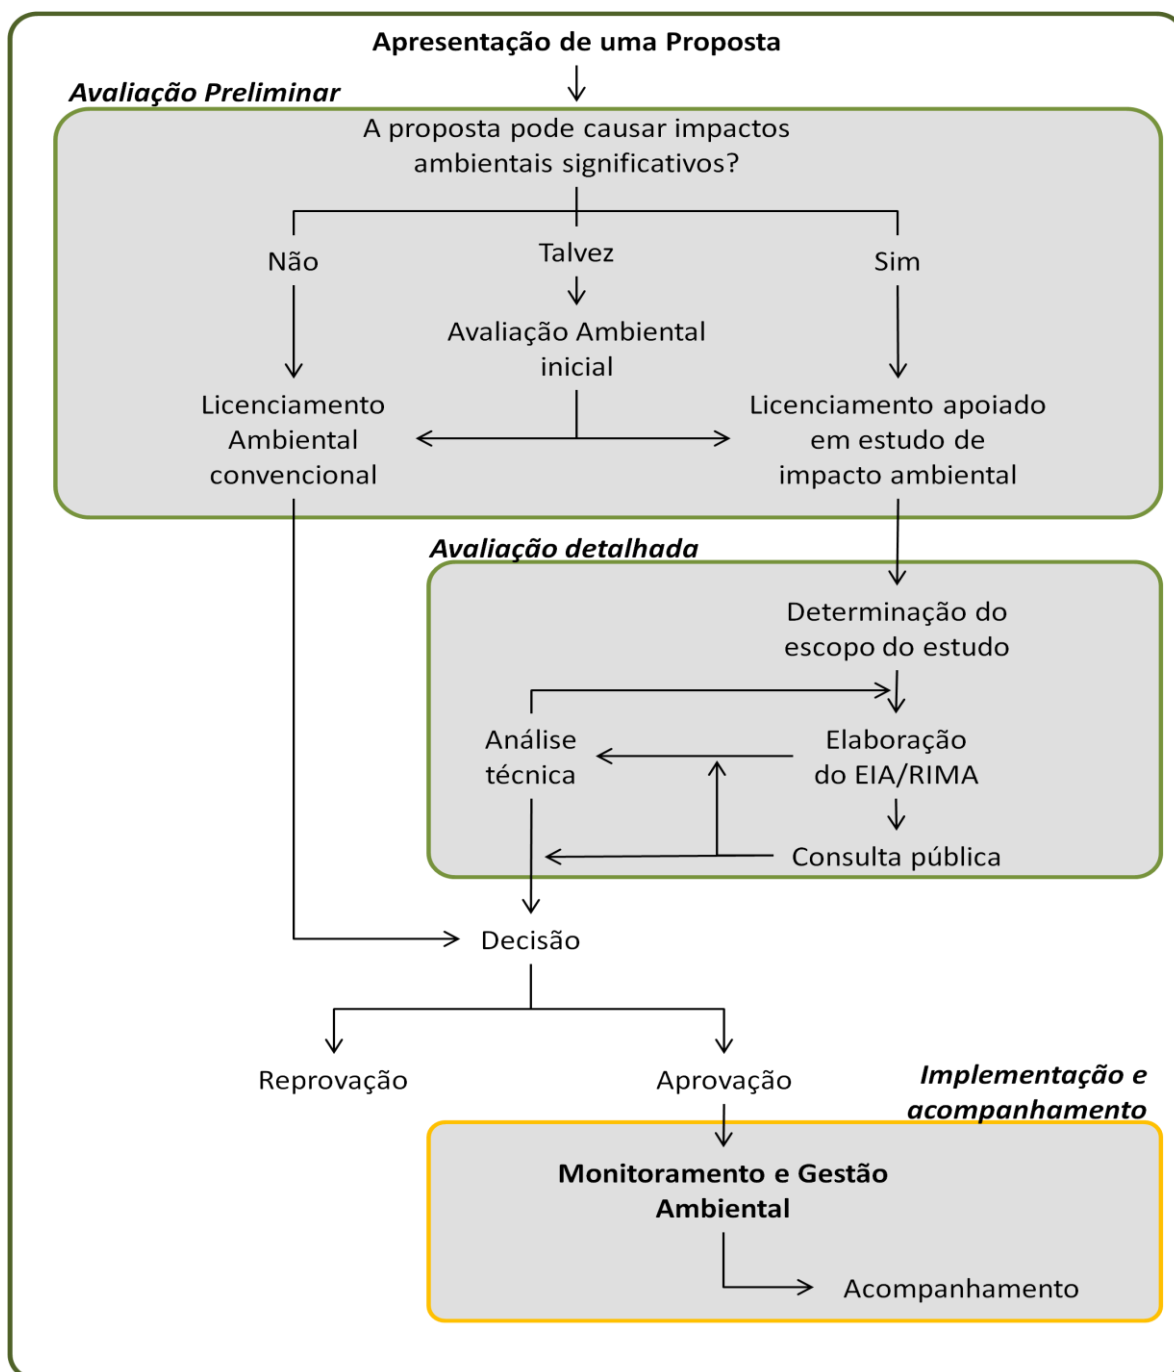 Apresentação de uma Proposta
Avaliação Preliminar
A proposta pode causar impactos
ambientais significativos?
Não
Talvez
Sim
Avaliação Ambiental
inicial
Licenciamento
Ambiental
convencional
Licenciamento apoiado
em estudo de
impacto ambiental
Avaliação detalhada
Determinação do
escopo do estudo
Análise
técnica
Elaboração
do EIA/RIMA
Consulta pública
Decisão
Reprovação
Aprovação
Implementação e
acompanhamento
Monitoramento e Gestão
Ambiental
Acompanhamento